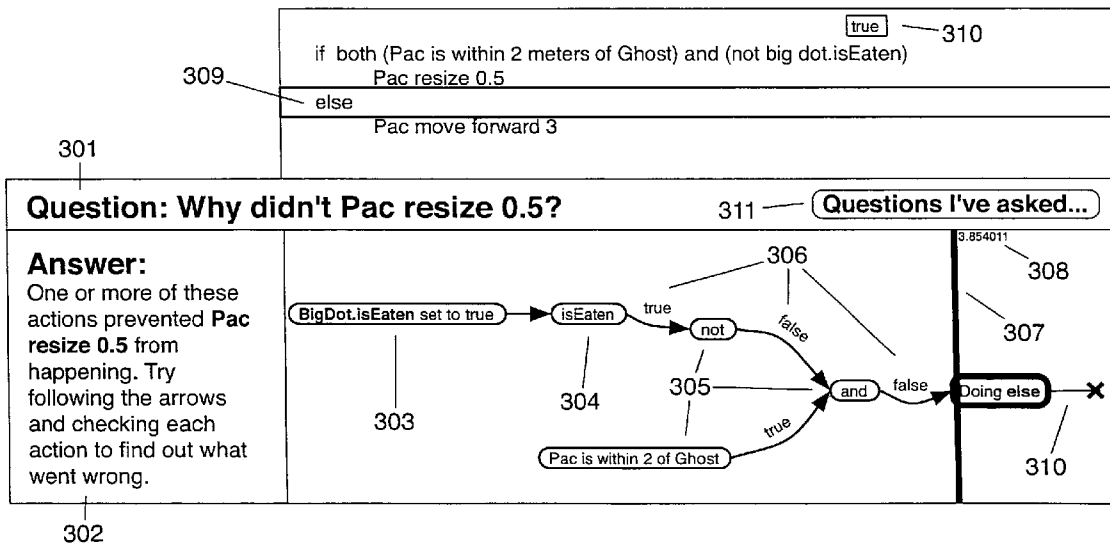 true
310
if both (Pac is within 2 meters of Ghost) and (not big dot.isEaten)
309
Pac resize 0.5
else
Pac move forward 3
301
Question: Why didn't Pac resize 0.5?
311
Questions I've asked...
Answer:
One or more of these
actions prevented Pac
resize 0.5 from
happening. Try
following the arrows
and checking each
action to find out what
went wrong.
3.854011
308
306
307
BigDot.isEaten set to true
isEaten
true
not
false
303
304
305
and
false
Doing else
true
Pac is within 2 of Ghost
310
302